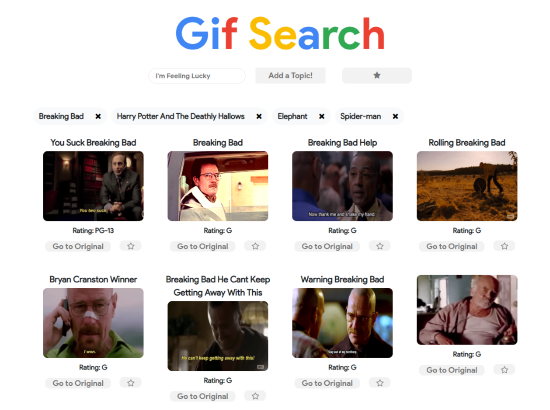 Gif Search
I'm Feeling Lucky
Add a Topic!
Breaking Bad × Harry Potter And The Deathly Hallows × Elephant × Spider-man ×
You Suck Breaking Bad
Breaking Bad
Breaking Bad Help
Rolling Breaking Bad
You two suck.
Now thank me and shake my hand.
Rating: PG-13
Rating: G
Rating: G
Rating: G
Go to Original
Go to Original
Go to Original
Go to Original
Bryan Cranston Winner
Breaking Bad He Cant Keep
Getting Away With This
Warning Breaking Bad
I won.
He can't keep getting away with this!
Rating: G
Rating: G
Rating: G
Rating: G
Go to Original
Go to Original
Go to Original
Go to Original